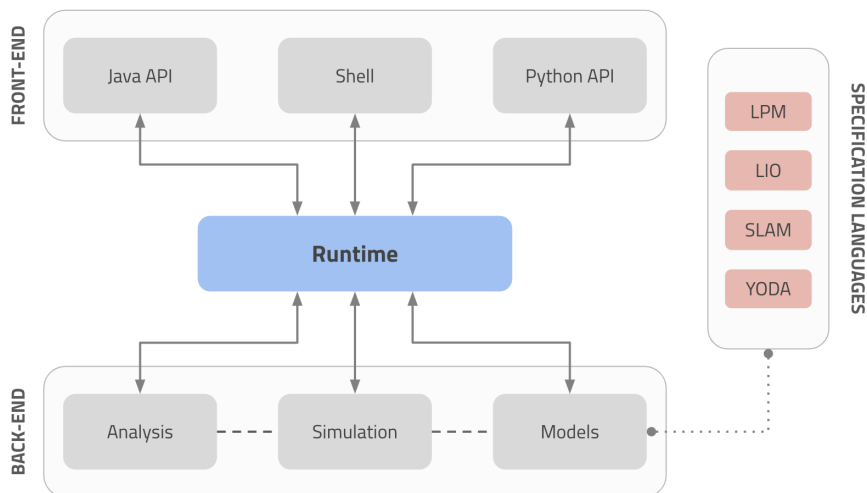 FRONT-END
Java API
Shell
Python API
Runtime
BACK-END
Analysis
Simulation
Models
SPECIFICATION LANGUAGES
LPM
LIO
SLAM
YODA